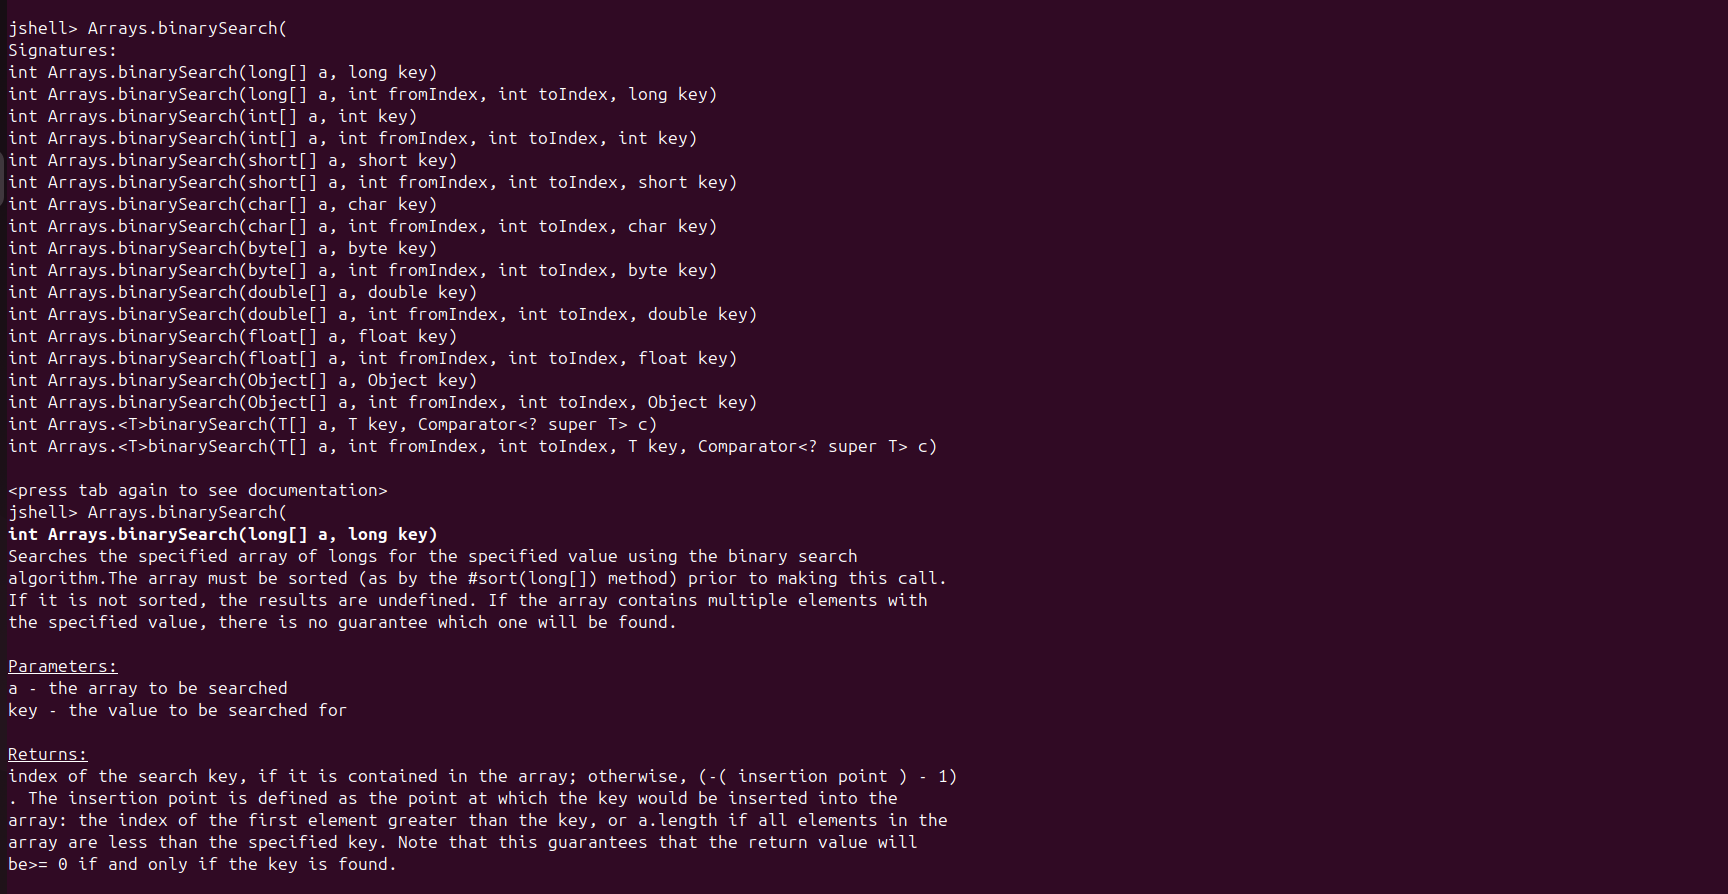 jshell> Arrays.binarySearch(
Signatures:
int Arrays.binarySearch(long[] a, long key)
int Arrays.binarySearch(long[] a, int fromIndex, int toIndex, long key)
int Arrays.binarySearch(int[] a, int key)
int Arrays.binarySearch(int[] a, int fromIndex, int toIndex, int key)
int Arrays.binarySearch(short[] a, short key)
int Arrays.binarySearch(short[] a, int fromIndex, int toIndex, short key)
int Arrays.binarySearch(char[] a, char key)
int Arrays.binarySearch(char[] a, int fromIndex, int toIndex, char key)
int Arrays.binarySearch(byte[] a, byte key)
int Arrays.binarySearch(byte[] a, int fromIndex, int toIndex, byte key)
int Arrays.binarySearch(double[] a, double key)
int Arrays.binarySearch(double[] a, int fromIndex, int toIndex, double key)
int Arrays.binarySearch(float[] a, float key)
int Arrays.binarySearch(float[] a, int fromIndex, int toIndex, float key)
int Arrays.binarySearch(Object[] a, Object key)
int Arrays.binarySearch(Object[] a, int fromIndex, int toIndex, Object key)
int Arrays.<T>binarySearch(T[] a, T key, Comparator<? super T> c)
int Arrays.<T>binarySearch(T[] a, int fromIndex, int toIndex, T key, Comparator<? super T> c)
<press tab again to see documentation>
jshell> Arrays.binarySearch(
int Arrays.binarySearch(long[] a, long key)
Searches the specified array of longs for the specified value using the binary search
algorithm.The array must be sorted (as by the #sort(long[]) method) prior to making this call.
If it is not sorted, the results are undefined. If the array contains multiple elements with
the specified value, there is no guarantee which one will be found.
Parameters:
a - the array to be searched
key - the value to be searched for
Returns:
index of the search key, if it is contained in the array; otherwise, (-( insertion point ) - 1)
. The insertion point is defined as the point at which the key would be inserted into the
array: the index of the first element greater than the key, or a.length if all elements in the
array are less than the specified key. Note that this guarantees that the return value will
be>= 0 if and only if the key is found.